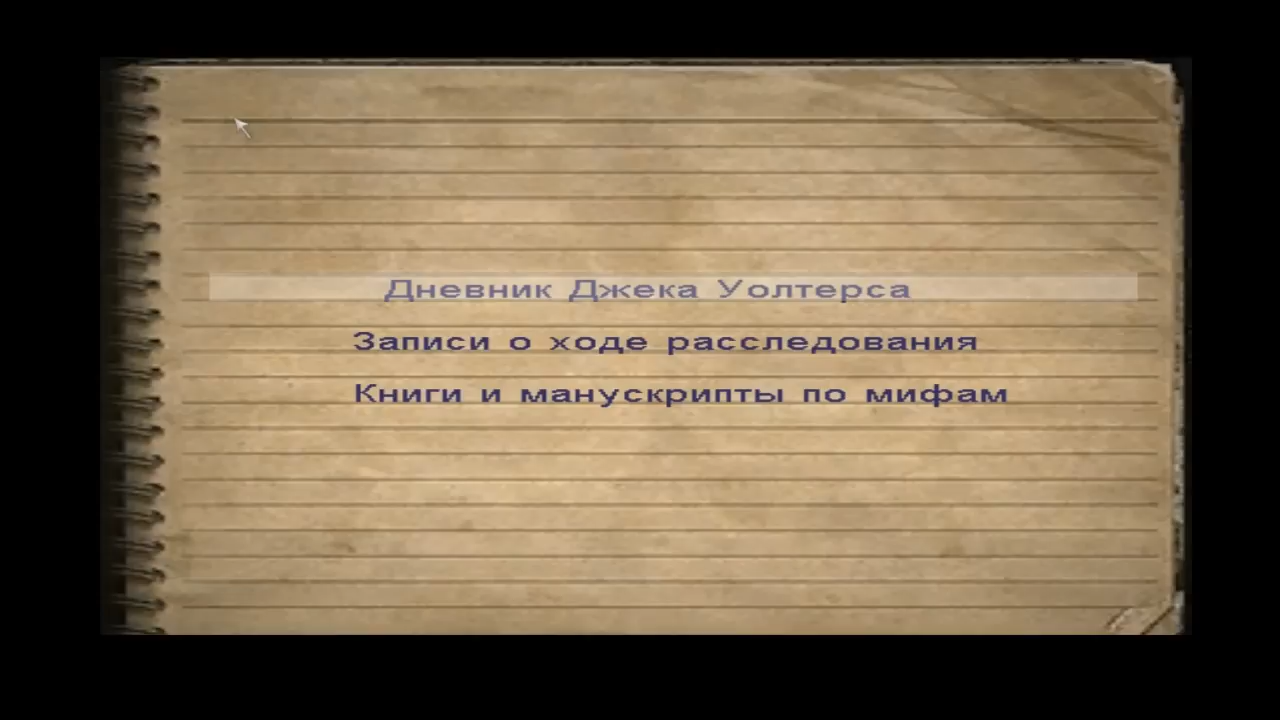 Дневник Джека Уолтерса
Записи о ходе расследования
Книги и манускрипты по мифам